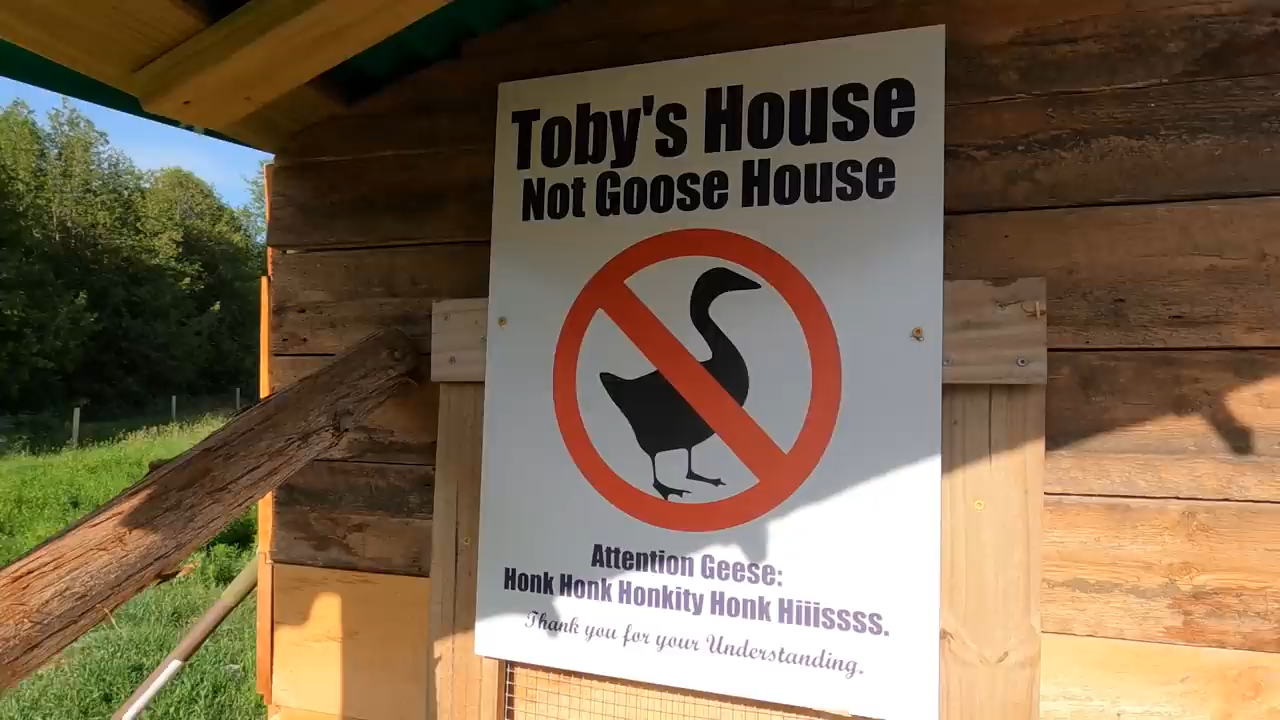 Toby's House
Not Goose House
Attention Geese:
Honk Honk Honkity Honk Hiiissss.
Thank you for your Understanding.